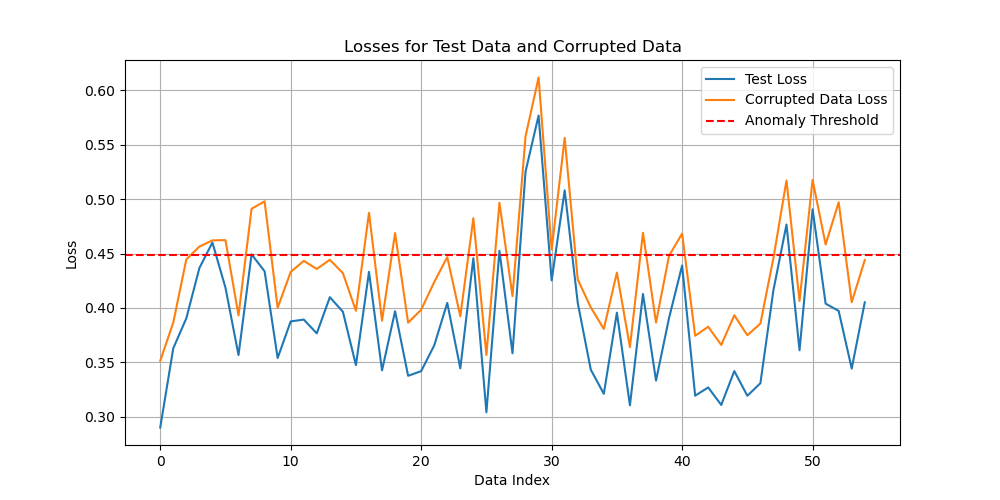 Losses for Test Data and Corrupted Data
Test Loss
Corrupted Data Loss
Anomaly Threshold
Loss
0.60
0.55
0.50
0.45
0.40
0.35
0.30
0 10 20 30 40 50
Data Index